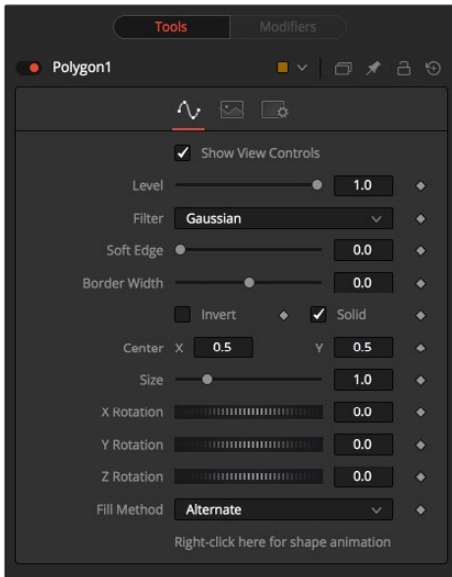 Tools Modifiers
Polygon1
Show View Controls
Level 1.0
Filter Gaussian
Soft Edge 0.0
Border Width 0.0
Invert Solid
Center X 0.5 Y 0.5
Size 1.0
X Rotation 0.0
Y Rotation 0.0
Z Rotation 0.0
Fill Method Alternate
Right-click here for shape animation